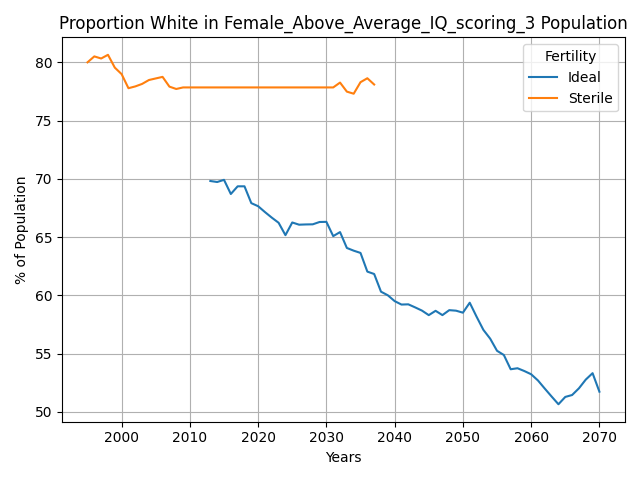 Proportion White in Female_Above_Average_IQ_scoring_3 Population
Fertility
Ideal
Sterile
% of Population
80
75
70
65
60
55
50
2000 2010 2020 2030 2040 2050 2060 2070
Years